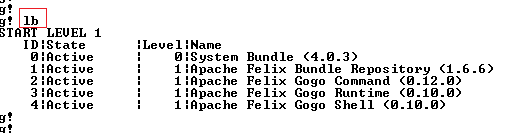 g!
g! lb
START LEVEL 1
   ID|State      |Level|Name
    0|Active     |    0|System Bundle (4.0.3)
    1|Active     |    1|Apache Felix Bundle Repository (1.6.6)
    2|Active     |    1|Apache Felix Gogo Command (0.12.0)
    3|Active     |    1|Apache Felix Gogo Runtime (0.10.0)
    4|Active     |    1|Apache Felix Gogo Shell (0.10.0)
g!
g!